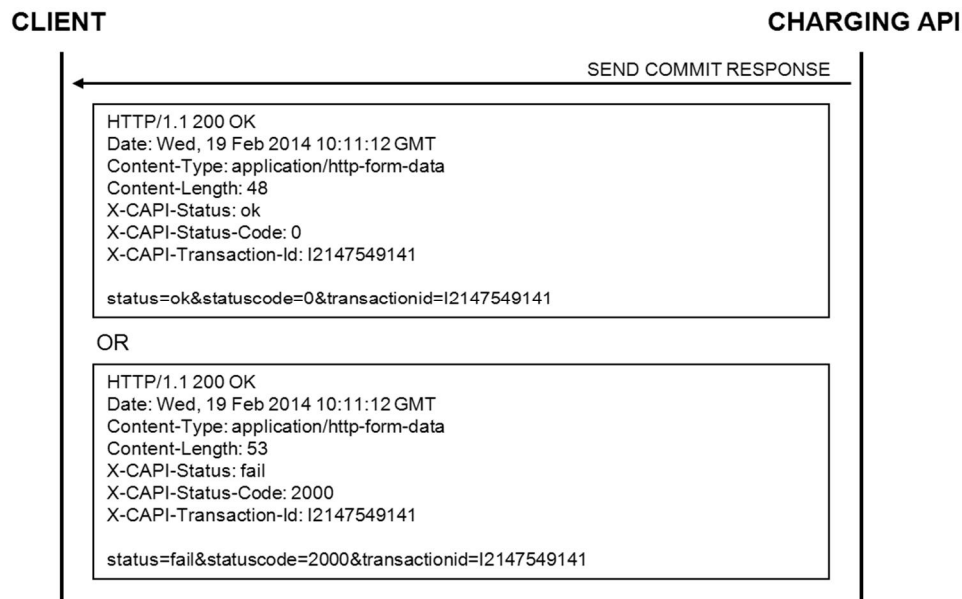 CLIENT
CHARGING API
SEND COMMIT RESPONSE
HTTP/1.1 200 OK
Date: Wed, 19 Feb 2014 10:11:12 GMT
Content-Type: application/http-form-data
Content-Length: 48
X-CAPI-Status: ok
X-CAPI-Status-Code: 0
X-CAPI-Transaction-Id: I2147549141
status=ok&statuscode=0&transactionid=I2147549141
OR
HTTP/1.1 200 OK
Date: Wed, 19 Feb 2014 10:11:12 GMT
Content-Type: application/http-form-data
Content-Length: 53
X-CAPI-Status: fail
X-CAPI-Status-Code: 2000
X-CAPI-Transaction-Id: I2147549141
status=fail&statuscode=2000&transactionid=I2147549141